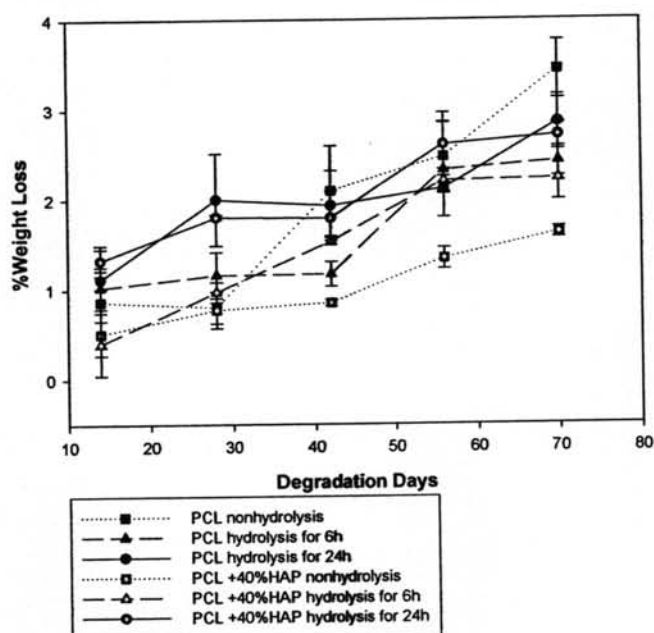 4
3
2
1
0
%Weight Loss
10 20 30 40 50 60 70 80
Degradation Days
PCL nonhydrolysis
PCL hydrolysis for 6h
PCL hydrolysis for 24h
PCL +40%HAP nonhydrolysis
PCL +40%HAP hydrolysis for 6h
PCL +40%HAP hydrolysis for 24h